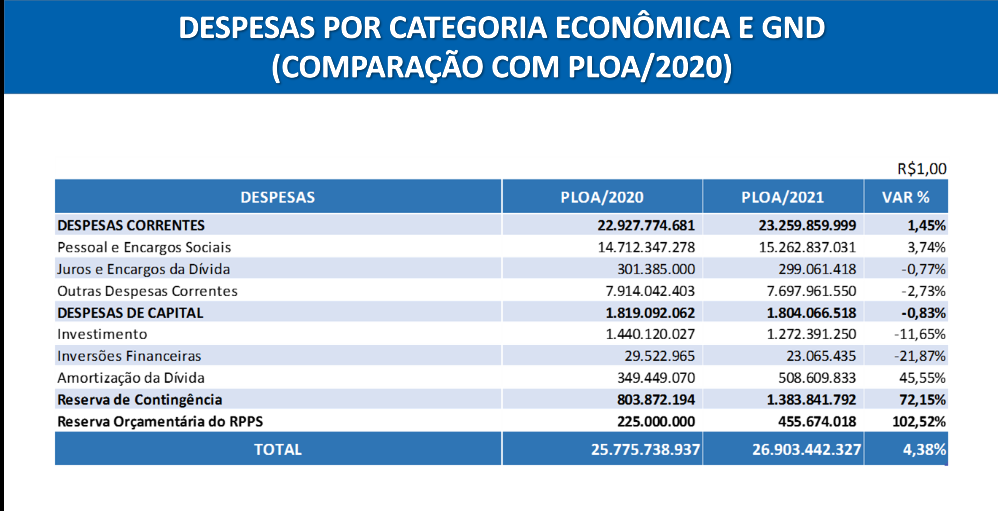 DESPESAS POR CATEGORIA ECONÔMICA E GND
(COMPARAÇÃO COM PLOA/2020)
R$1,00
DESPESAS PLOA/2020 PLOA/2021 VAR %
DESPESAS CORRENTES 22.927.774.681 23.259.859.999 1,45%
Pessoal e Encargos Sociais 14.712.347.278 15.262.837.031 3,74%
Juros e Encargos da Dívida 301.385.000 299.061.418 -0,77%
Outras Despesas Correntes 7.914.042.403 7.697.961.550 -2,73%
DESPESAS DE CAPITAL 1.819.092.062 1.804.066.518 -0,83%
Investimento 1.440.120.027 1.272.391.250 -11,65%
Inversões Financeiras 29.522.965 23.065.435 -21,87%
Amortização da Dívida 349.449.070 508.609.833 45,55%
Reserva de Contingência 803.872.194 1.383.841.792 72,15%
Reserva Orçamentária do RPPS 225.000.000 455.674.018 102,52%
TOTAL 25.775.738.937 26.903.442.327 4,38%